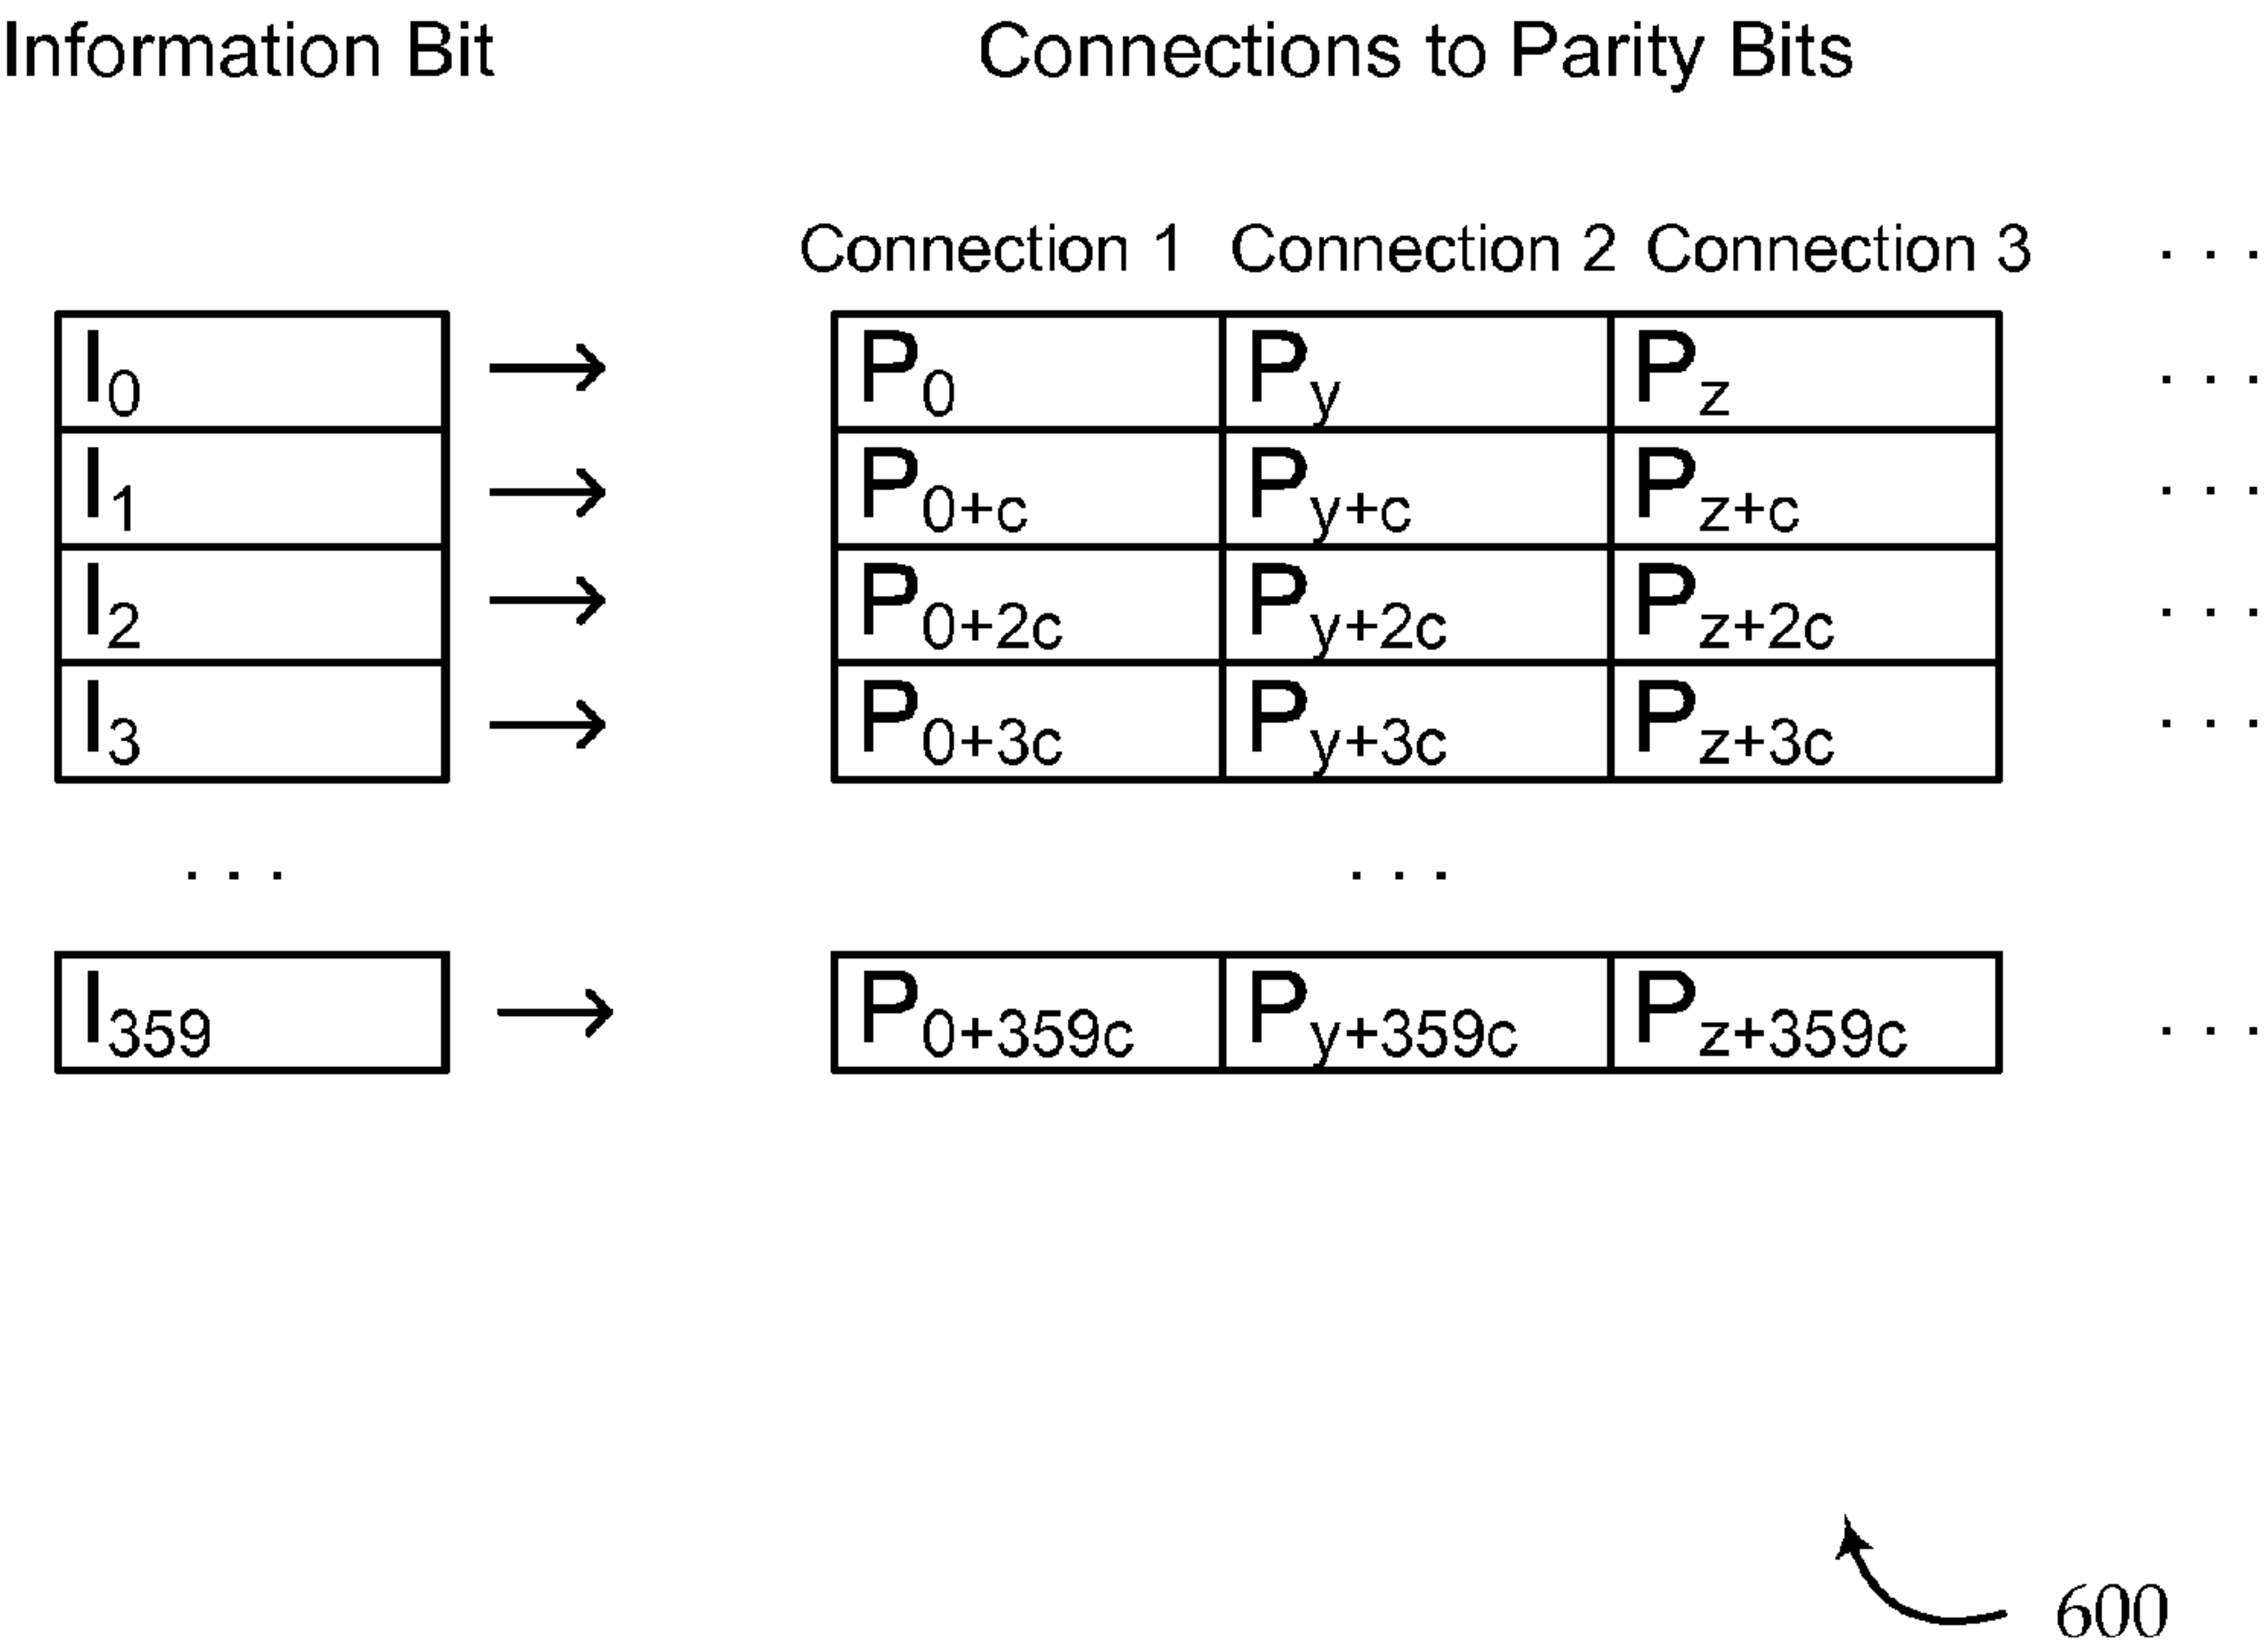 Information Bit Connections to Parity Bits
Connection 1 Connection 2 Connection 3 . . .
I0 → P0 Py Pz . . .
I1 → P0+c Py+c Pz+c . . .
I2 → P0+2c Py+2c Pz+2c . . .
I3 → P0+3c Py+3c Pz+3c . . .
. . . . . .
I359 → P0+359c Py+359c Pz+359c . . .
600